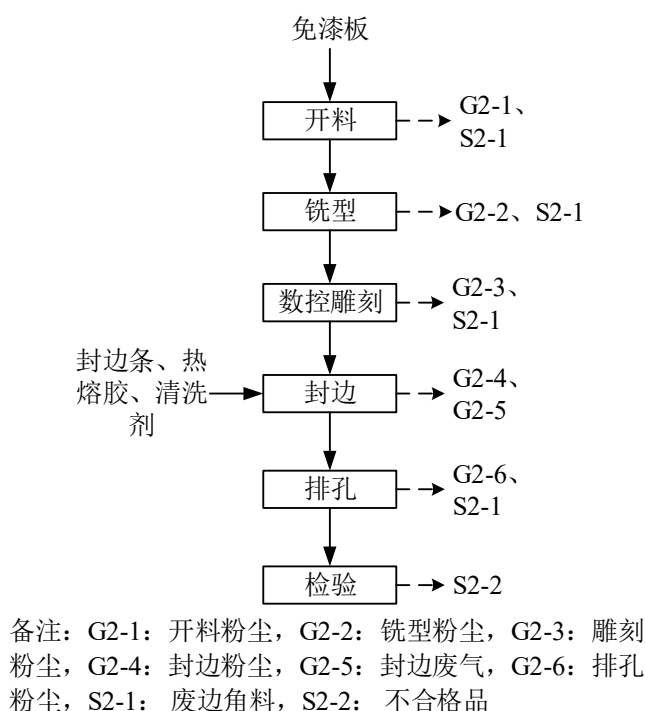 免漆板
开料
G2-1、
S2-1
铣型
G2-2、S2-1
数控雕刻
G2-3、
S2-1
封边条、热
熔胶、清洗
剂
封边
G2-4、
G2-5
排孔
G2-6、
S2-1
检验
S2-2
备注：G2-1：开料粉尘，G2-2：铣型粉尘，G2-3：雕刻
粉尘，G2-4：封边粉尘，G2-5：封边废气，G2-6：排孔
粉尘，S2-1： 废边角料，S2-2： 不合格品